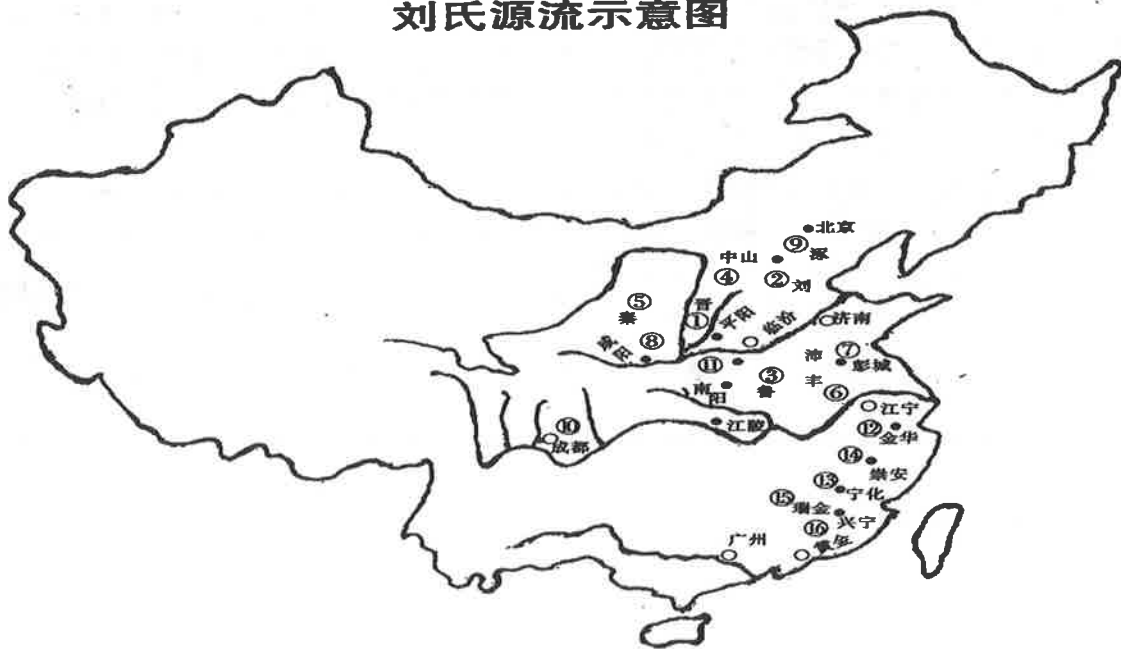 刘氏源流示意图
北京
⑨
涿
中山
④
②
刘
⑤
秦
晋
①
平阳
临汾
济南
⑧
咸阳
⑪
沛
⑦
彭城
③
鲁
丰
南阳
⑥
江宁
江陵
⑩
成都
⑫
金华
⑭
崇安
⑬
宁化
⑮
瑞金
兴宁
⑯
广州